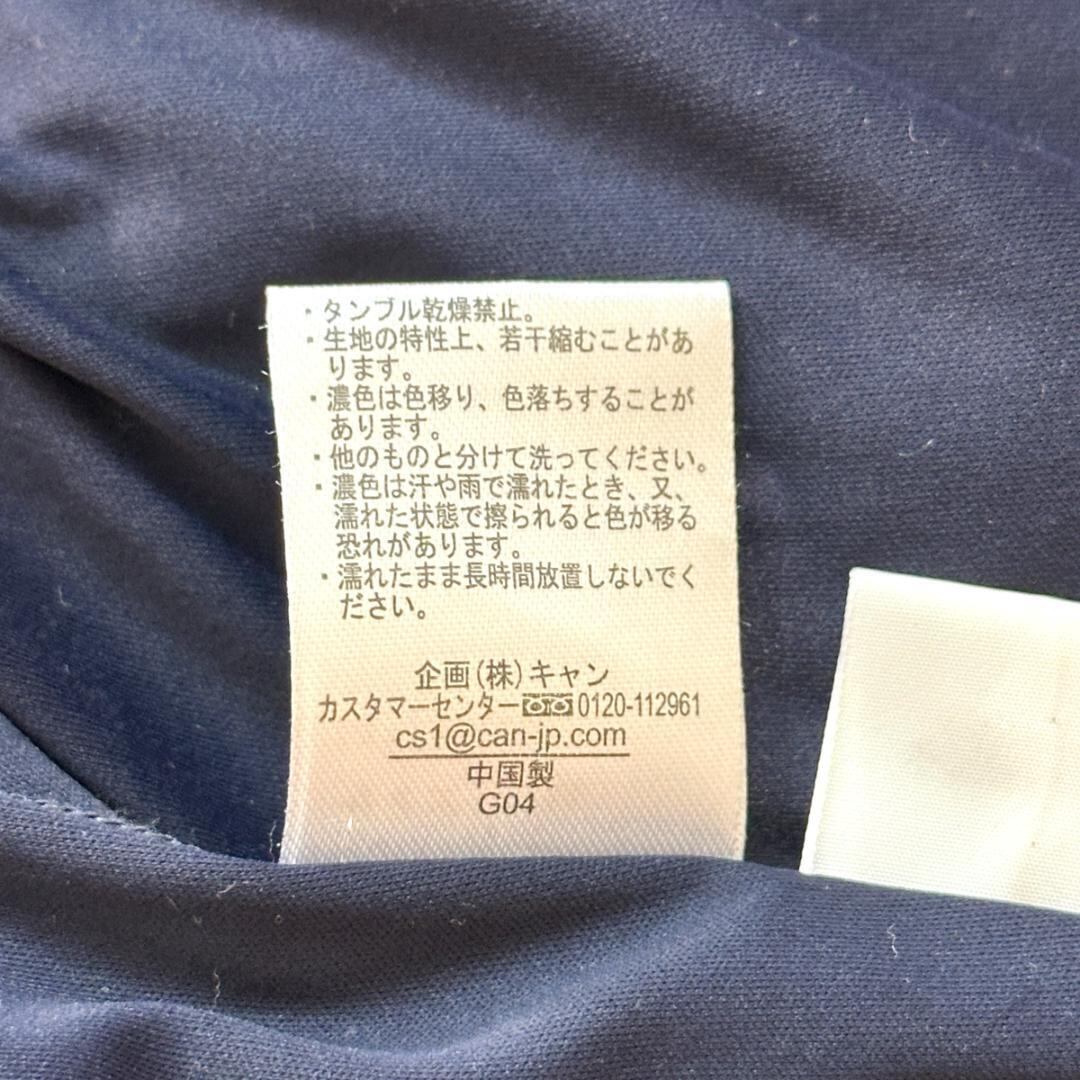 ・タンブル乾燥禁止。
・生地の特性上、若干縮むことがあ
ります。
・濃色は色移り、色落ちすることが
あります。
・他のものと分けて洗ってください。
・濃色は汗や雨で濡れたとき、又、
濡れた状態で擦られると色が移る
恐れがあります。
・濡れたまま長時間放置しないでく
ださい。
企画(株)キャン
カスタマーセンター 0120-112961
cs1@can-jp.com
中国製
G04